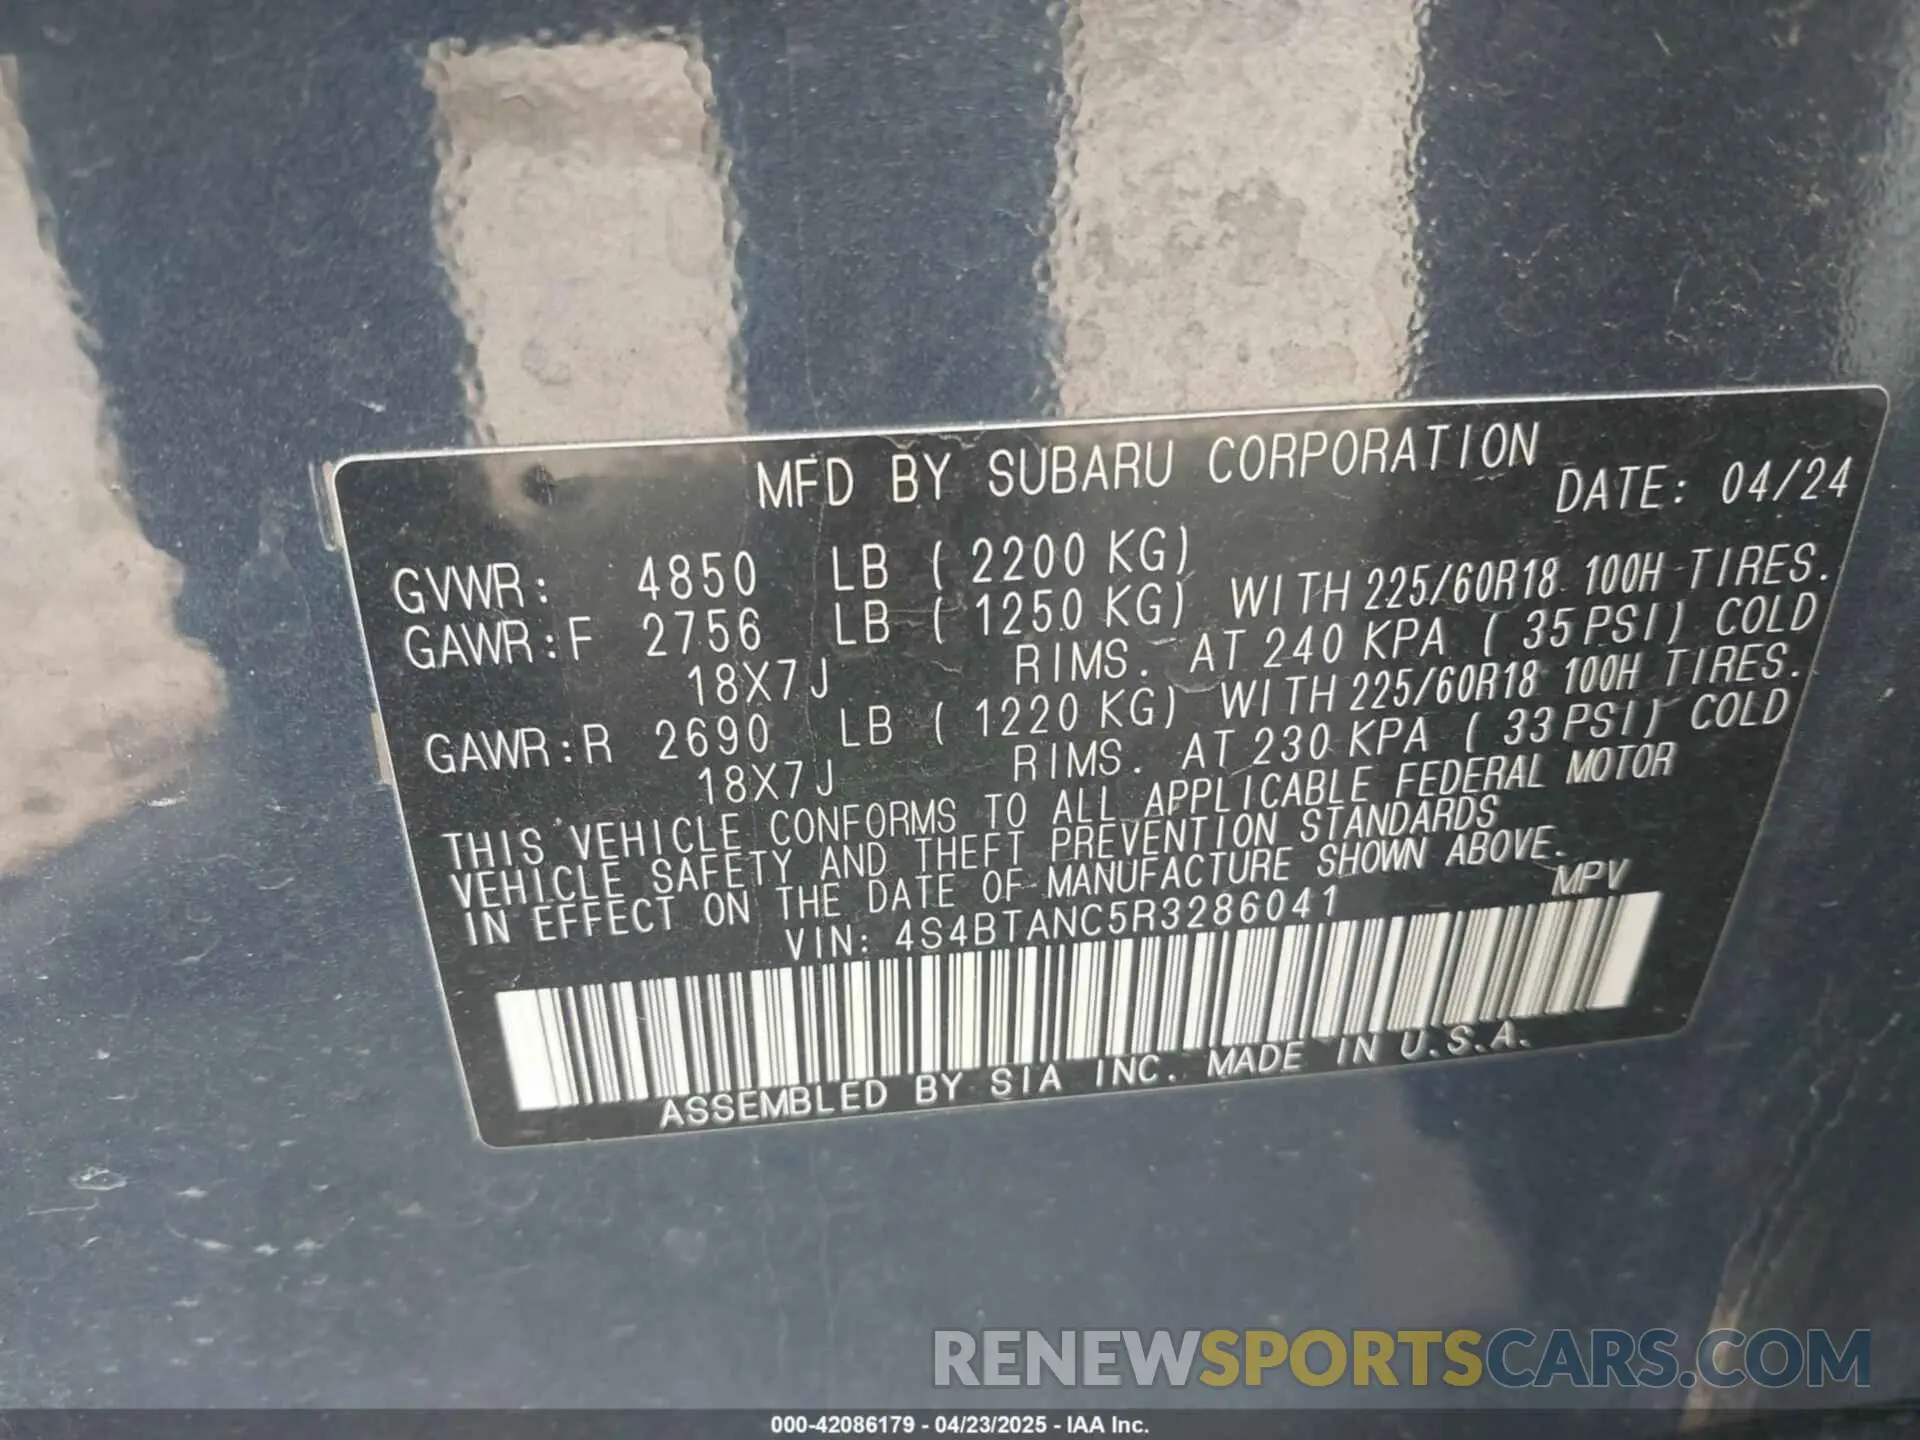 MFD BY SUBARU CORPORATION
DATE: 04/24
GVWR: 4850 LB ( 2200 KG)
GAWR:F 2756 LB ( 1250 KG) WITH 225/60R18 100H TIRES.
18X7J RIMS. AT 240 KPA ( 35 PSI) COLD
GAWR:R 2690 LB ( 1220 KG) WITH 225/60R18 100H TIRES.
18X7J RIMS. AT 230 KPA ( 33 PSI) COLD
THIS VEHICLE CONFORMS TO ALL APPLICABLE FEDERAL MOTOR
VEHICLE SAFETY AND THEFT PREVENTION STANDARDS
IN EFFECT ON THE DATE OF MANUFACTURE SHOWN ABOVE.
VIN: 4S4BTANC5R3286041 MPV
ASSEMBLED BY SIA INC. MADE IN U.S.A.
RENEWSPORTSCARS.COM
000-42086179 - 04/23/2025 - IAA Inc.